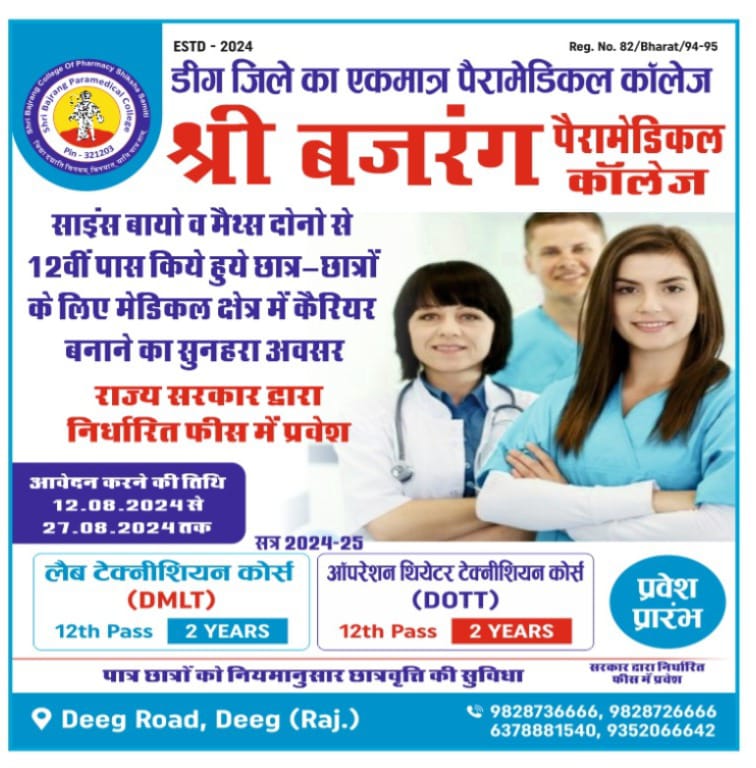 ESTD - 2024
Reg. No. 82/Bharat/94-95
डीग जिले का एकमात्र पैरामेडिकल कॉलेज
Shri Bajrang College Of Pharmacy Shiksha Samiti
Shri Bajrang Paramedical College
Pin - 321203
श्री बजरंग पैरामेडिकल
कॉलेज
साइंस बायो व मैथ्स दोनो से
12वीं पास किये हुये छात्र-छात्रों
के लिए मेडिकल क्षेत्र में कैरियर
बनाने का सुनहरा अवसर
राज्य सरकार द्वारा
निर्धारित फीस में प्रवेश
आवेदन करने की तिथि
12.08.2024 से
27.08.2024 तक
सत्र 2024-25
लैब टेक्नीशियन कोर्स
(DMLT)
12th Pass 2 YEARS
ऑपरेशन थियेटर टेक्नीशियन कोर्स
(DOTT)
12th Pass 2 YEARS
प्रवेश
प्रारंभ
पात्र छात्रों को नियमानुसार छात्रवृत्ति की सुविधा
सरकार द्वारा निर्धारित
फीस में प्रवेश
Deeg Road, Deeg (Raj.)
9828736666, 9828726666
6378881540, 9352066642